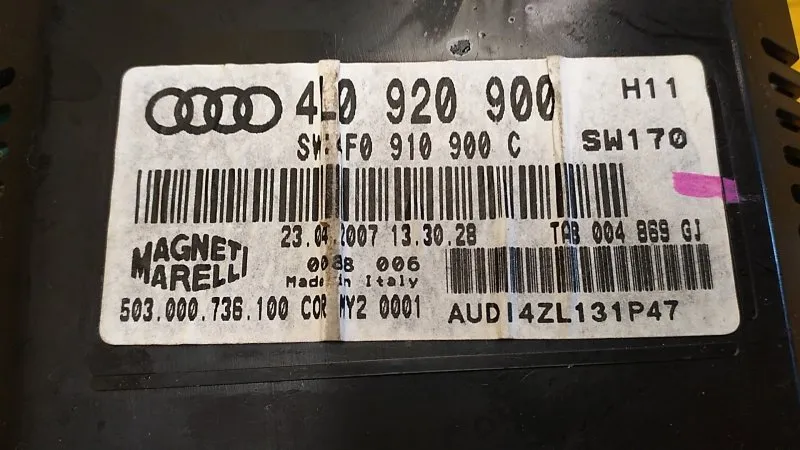 4L0 920 900 H11
SW:4F0 910 900 C SW170
23.04.2007 13.30.28 TAB 004 869 GJ
MAGNETI
MARELLI
0038 006
Made in Italy
503.000.736.100 COR MY2 0001 AUDI4ZL131P47